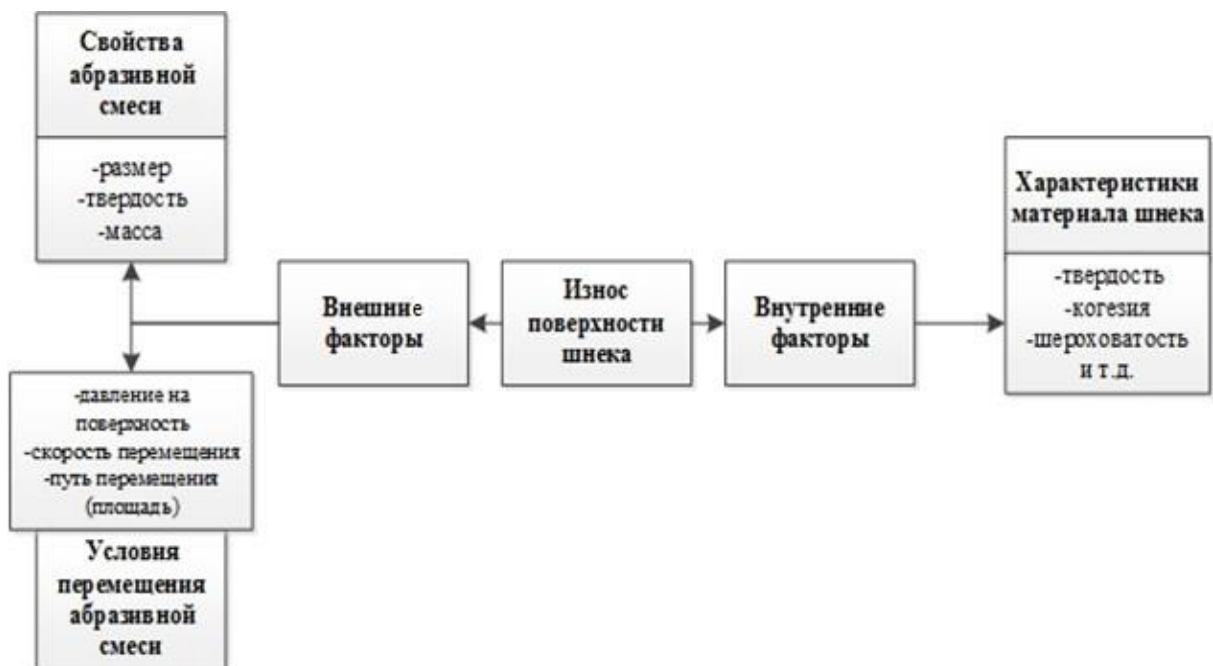 Свойства
абразивной
смеси
-размер
-твердость
-масса
Внешние
факторы
Износ
поверхности
шнека
Внутренние
факторы
Характеристики
материала шнека
-твердость
-когезия
-шероховатость
и т.д.
-давление на
поверхность
-скорость перемещения
-путь перемещения
(площадь)
Условия
перемещения
абразивной
смеси